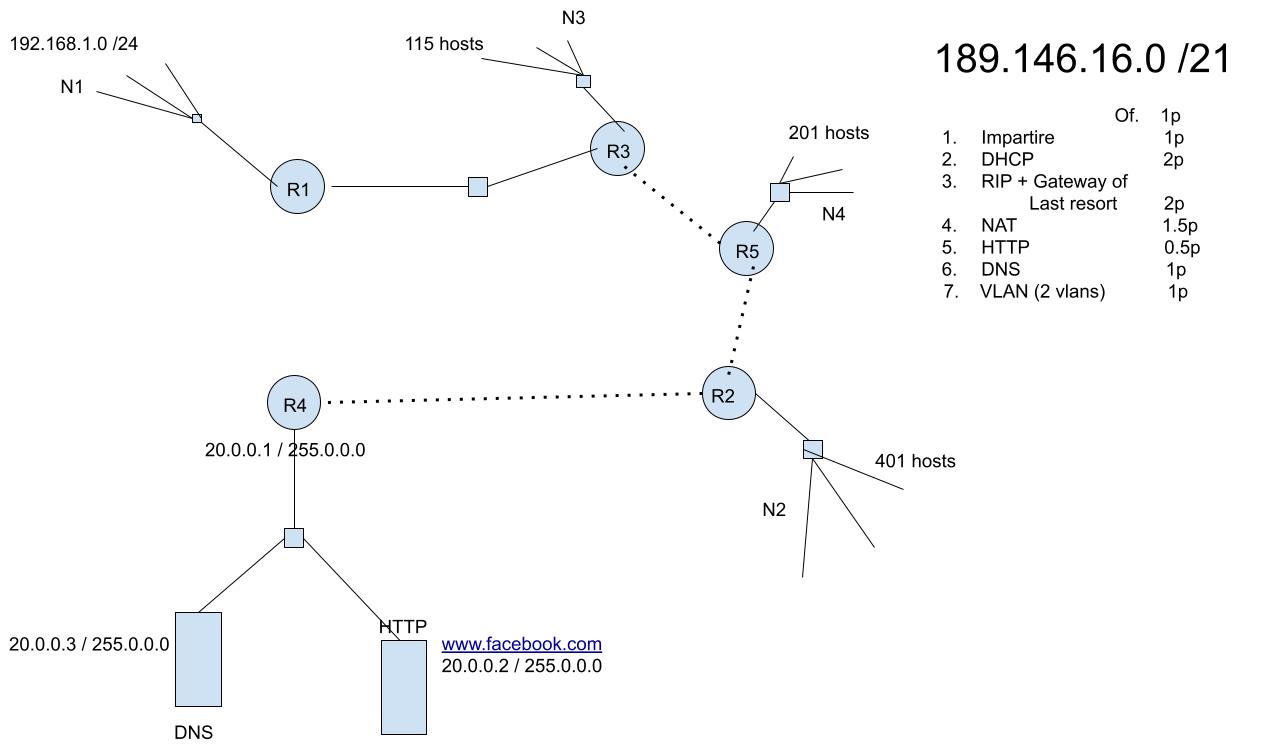 N3
192.168.1.0 /24
115 hosts
N1
189.146.16.0 /21
Of. 1p
1. Impartire 1p
2. DHCP 2p
3. RIP + Gateway of
Last resort 2p
4. NAT 1.5p
5. HTTP 0.5p
6. DNS 1p
7. VLAN (2 vlans) 1p
201 hosts
R3
R1
N4
R5
R2
R4
20.0.0.1 / 255.0.0.0
401 hosts
N2
HTTP
20.0.0.3 / 255.0.0.0
www.facebook.com
20.0.0.2 / 255.0.0.0
DNS